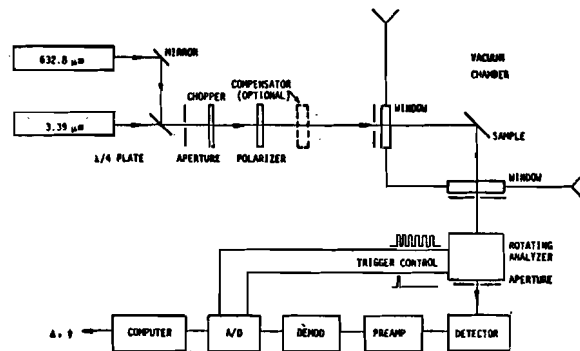 632.8 μm
MIRROR
3.39 μm
λ/4 PLATE
APERTURE
CHOPPER
POLARIZER
COMPENSATOR
(OPTIONAL)
WINDOW
VACUUM
CHAMBER
SAMPLE
WINDOW
TRIGGER CONTROL
ROTATING
ANALYZER
APERTURE
Δ, ψ
COMPUTER
A/D
DEMOD
PREAMP
DETECTOR